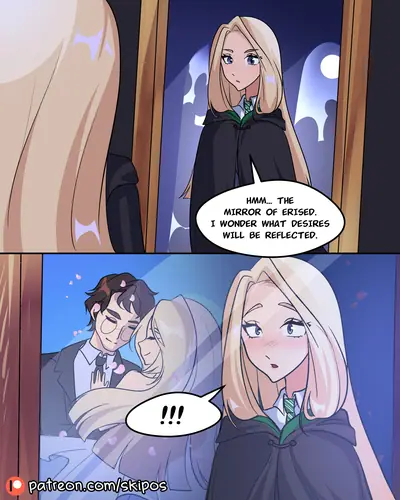 HMM... THE
MIRROR OF ERISED.
I WONDER WHAT DESIRES
WILL BE REFLECTED.
!!!
patreon.com/skipos